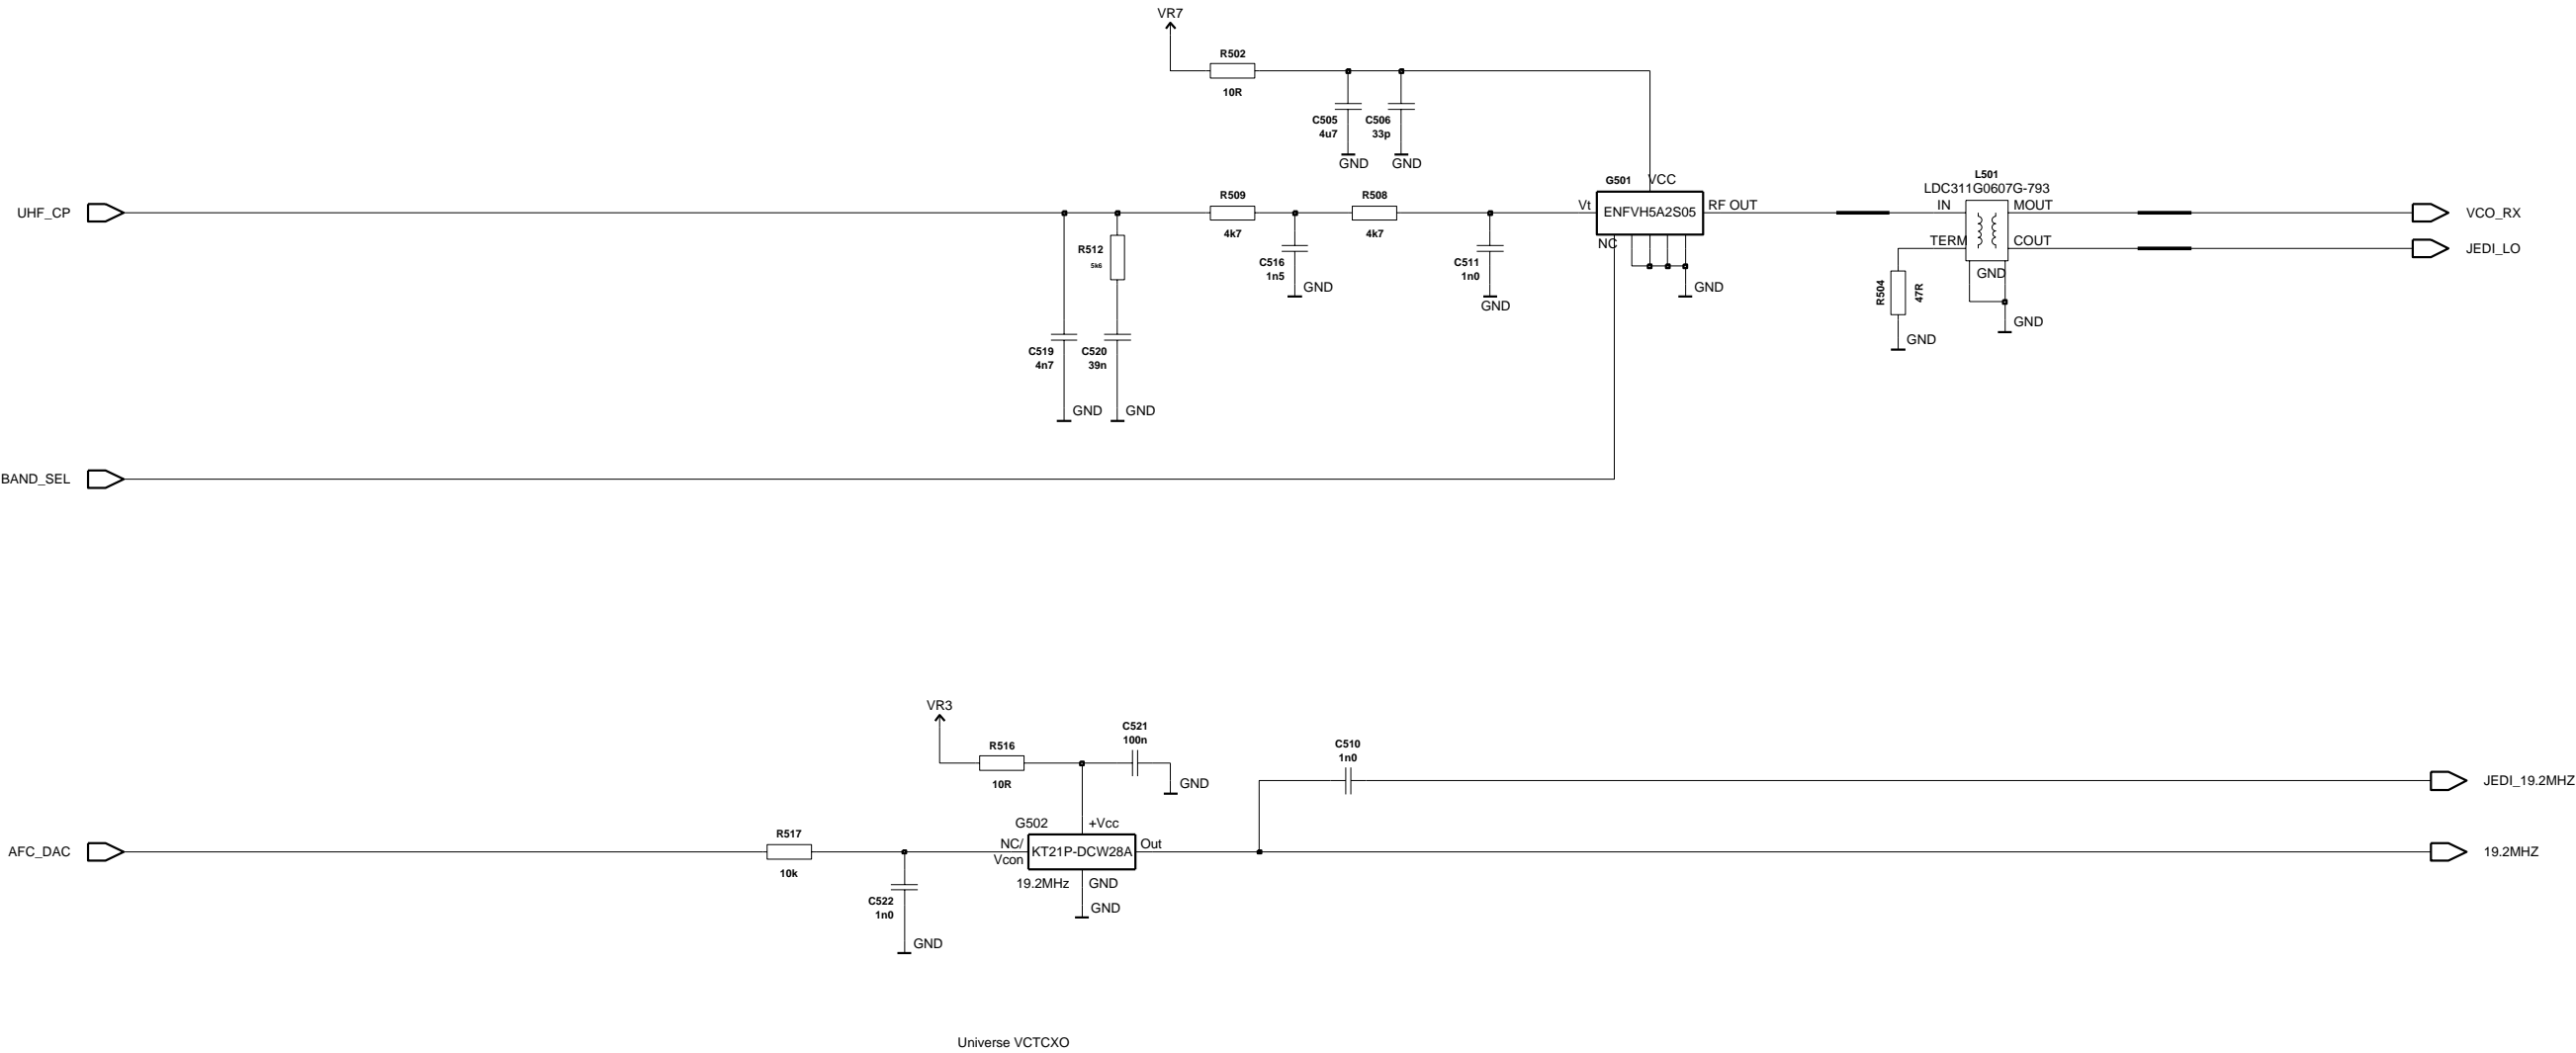 VR7
R502
10R
C505
4u7
C506
33p
GND
GND
UHF_CP
R509
4k7
R508
4k7
R512
5k6
C516
1n5
GND
C511
1n0
GND
C519
4n7
C520
39n
GND
GND
G501
VCC
Vt
ENFVH5A2S05
RF OUT
NC
GND
L501
LDC311G0607G-793
IN
MOUT
TERM
COUT
GND
R504
47R
GND
GND
VCO_RX
JEDI_LO
BAND_SEL
VR3
R516
10R
C521
100n
GND
C510
1n0
JEDI_19.2MHZ
AFC_DAC
R517
10k
G502
+Vcc
NC/
Vcon
KT21P-DCW28A
Out
19.2MHZ
19.2MHz
GND
GND
C522
1n0
GND
Universe VCTCXO